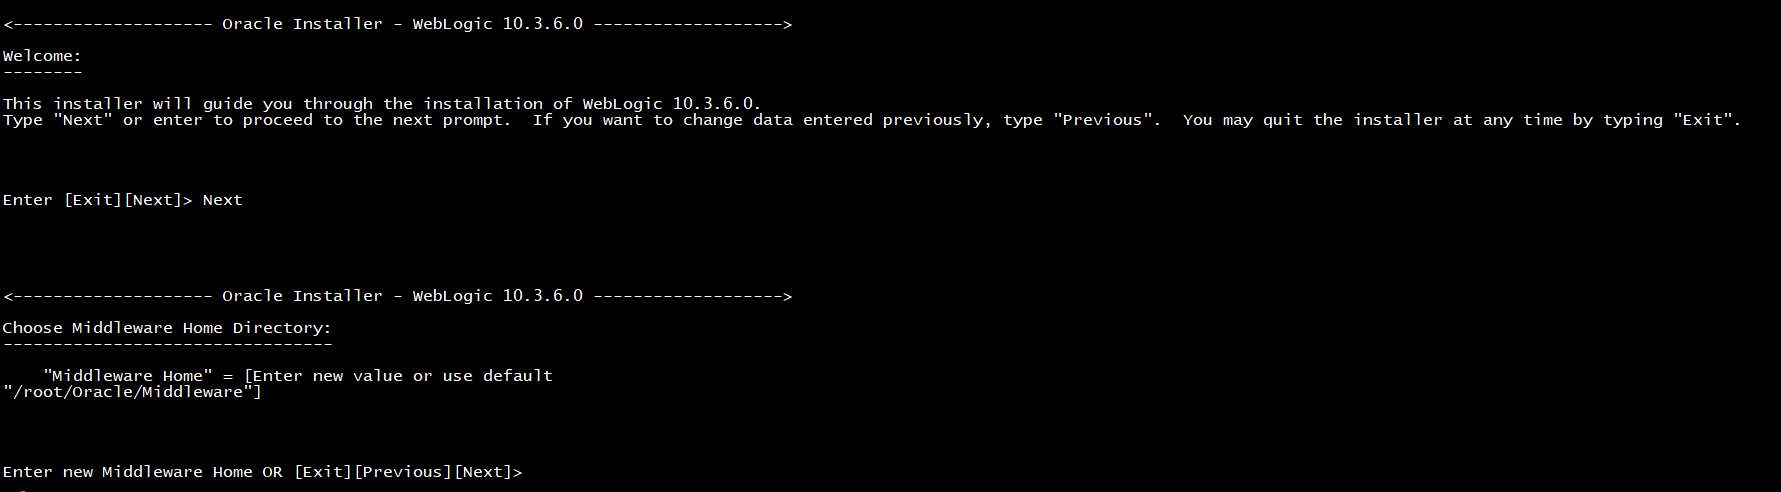 <-------------------- Oracle Installer - WebLogic 10.3.6.0 ------------------->
Welcome:
--------
This installer will guide you through the installation of WebLogic 10.3.6.0.
Type "Next" or enter to proceed to the next prompt.  If you want to change data entered previously, type "Previous".  You may quit the installer at any time by typing "Exit".
Enter [Exit][Next]> Next
<-------------------- Oracle Installer - WebLogic 10.3.6.0 ------------------->
Choose Middleware Home Directory:
---------------------------------
    "Middleware Home" = [Enter new value or use default
"/root/Oracle/Middleware"]
Enter new Middleware Home OR [Exit][Previous][Next]>